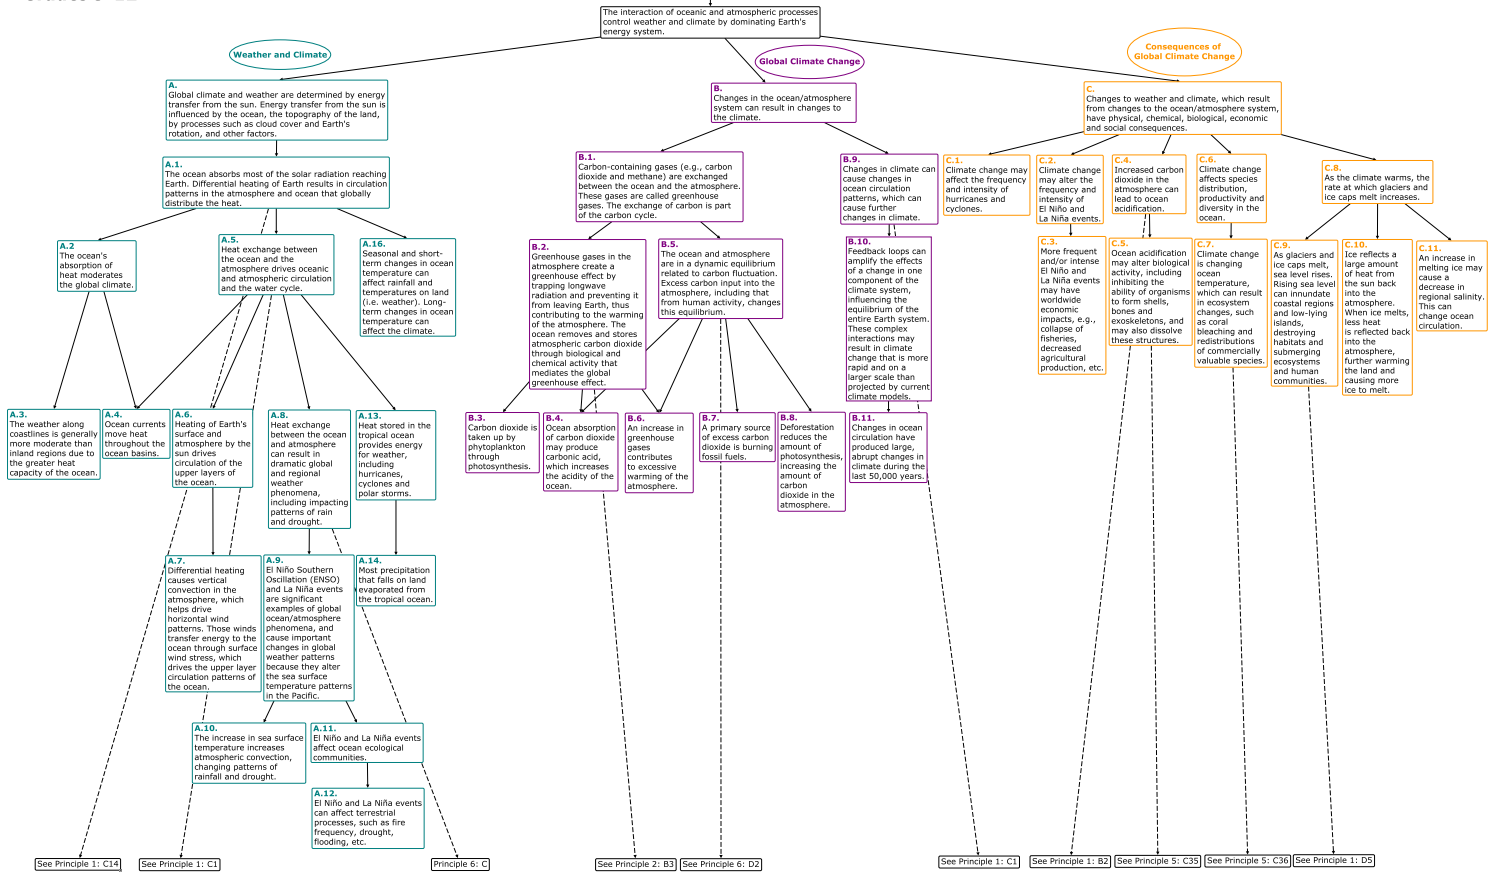 The interaction of oceanic and atmospheric processes
control weather and climate by dominating Earth's
energy system.
Weather and Climate
Global Climate Change
Consequences of
Global Climate Change
A.
Global climate and weather are determined by energy
transfer from the sun. Energy transfer from the sun is
influenced by the ocean, the topography of the land,
by processes such as cloud cover and Earth's
rotation, and other factors.
B.
Changes in the ocean/atmosphere
system can result in changes to
the climate.
C.
Changes to weather and climate, which result
from changes to the ocean/atmosphere system,
have physical, chemical, biological, economic
and social consequences.
A.1.
The ocean absorbs most of the solar radiation reaching
Earth. Differential heating of Earth results in circulation
patterns in the atmosphere and ocean that globally
distribute the heat.
B.1.
Carbon-containing gases (e.g., carbon
dioxide and methane) are exchanged
between the ocean and the atmosphere.
These gases are called greenhouse
gases. The exchange of carbon is part
of the carbon cycle.
B.9.
Changes in climate can
cause changes in
ocean circulation
patterns, which can
cause further
changes in climate.
C.1.
Climate change may
affect the frequency
and intensity of
hurricanes and
cyclones.
C.2.
Climate change
may alter the
frequency and
intensity of
El Niño and
La Niña events.
C.4.
Increased carbon
dioxide in the
atmosphere can
lead to ocean
acidification.
C.6.
Climate change
affects species
distribution,
productivity and
diversity in the
ocean.
C.8.
As the climate warms, the
rate at which glaciers and
ice caps melt increases.
A.2
The ocean's
absorption of
heat moderates
the global climate.
A.5.
Heat exchange between
the ocean and the
atmosphere drives oceanic
and atmospheric circulation
and the water cycle.
A.16.
Seasonal and short-
term changes in ocean
temperature can
affect rainfall and
temperatures on land
(i.e. weather). Long-
term changes in ocean
temperature can
affect the climate.
B.2.
Greenhouse gases in the
atmosphere create a
greenhouse effect by
trapping longwave
radiation and preventing it
from leaving Earth, thus
contributing to the warming
of the atmosphere. The
ocean removes and stores
atmospheric carbon dioxide
through biological and
chemical activity that
mediates the global
greenhouse effect.
B.5.
The ocean and atmosphere
are in a dynamic equilibrium
related to carbon fluctuation.
Excess carbon input into the
atmosphere, including that
from human activity, changes
this equilibrium.
B.10.
Feedback loops can
amplify the effects
of a change in one
component of the
climate system,
influencing the
equilibrium of the
entire Earth system.
These complex
interactions may
result in climate
change that is more
rapid and on a
larger scale than
projected by current
climate models.
C.3.
More frequent
and/or intense
El Niño and
La Niña events
may have
worldwide
economic
impacts, e.g.,
collapse of
fisheries,
decreased
agricultural
production, etc.
C.5.
Ocean acidification
may alter biological
activity, including
inhibiting the
ability of organisms
to form shells,
bones and
exoskeletons, and
may also dissolve
these structures.
C.7.
Climate change
is changing
ocean
temperature,
which can result
in ecosystem
changes, such
as coral
bleaching and
redistributions
of commercially
valuable species.
C.9.
As glaciers and
ice caps melt,
sea level rises.
Rising sea level
can innundate
coastal regions
and low-lying
islands,
destroying
habitats and
submerging
ecosystems
and human
communities.
C.10.
Ice reflects a
large amount
of heat from
the sun back
into the
atmosphere.
When ice melts,
less heat
is reflected back
into the
atmosphere,
further warming
the land and
causing more
ice to melt.
C.11.
An increase in
melting ice may
cause a
decrease in
regional salinity.
This can
change ocean
circulation.
A.3.
The weather along
coastlines is generally
more moderate than
inland regions due to
the greater heat
capacity of the ocean.
A.4.
Ocean currents
move heat
throughout the
ocean basins.
A.6.
Heating of Earth's
surface and
atmosphere by the
sun drives
circulation of the
upper layers of
the ocean.
A.8.
Heat exchange
between the ocean
and atmosphere
can result in
dramatic global
and regional
weather
phenomena,
including impacting
patterns of rain
and drought.
A.13.
Heat stored in the
tropical ocean
provides energy
for weather,
including
hurricanes,
cyclones and
polar storms.
B.3.
Carbon dioxide is
taken up by
phytoplankton
through
photosynthesis.
B.4.
Ocean absorption
of carbon dioxide
may produce
carbonic acid,
which increases
the acidity of the
ocean.
B.6.
An increase in
greenhouse
gases
contributes
to excessive
warming of the
atmosphere.
B.7.
A primary source
of excess carbon
dioxide is burning
fossil fuels.
B.8.
Deforestation
reduces the
amount of
photosynthesis,
increasing the
amount of
carbon
dioxide in the
atmosphere.
B.11.
Changes in ocean
circulation have
produced large,
abrupt changes in
climate during the
last 50,000 years.
A.7.
Differential heating
causes vertical
convection in the
atmosphere, which
helps drive
horizontal wind
patterns. Those winds
transfer energy to the
ocean through surface
wind stress, which
drives the upper layer
circulation patterns of
the ocean.
A.9.
El Niño Southern
Oscillation (ENSO)
and La Niña events
are significant
examples of global
ocean/atmosphere
phenomena, and
cause important
changes in global
weather patterns
because they alter
the sea surface
temperature patterns
in the Pacific.
A.14.
Most precipitation
that falls on land
evaporated from
the tropical ocean.
A.10.
The increase in sea surface
temperature increases
atmospheric convection,
changing patterns of
rainfall and drought.
A.11.
El Niño and La Niña events
affect ocean ecological
communities.
A.12.
El Niño and La Niña events
can affect terrestrial
processes, such as fire
frequency, drought,
flooding, etc.
See Principle 1: C14
See Principle 1: C1
Principle 6: C
See Principle 2: B3
See Principle 6: D2
See Principle 1: C1
See Principle 1: B2
See Principle 5: C35
See Principle 5: C36
See Principle 1: D5